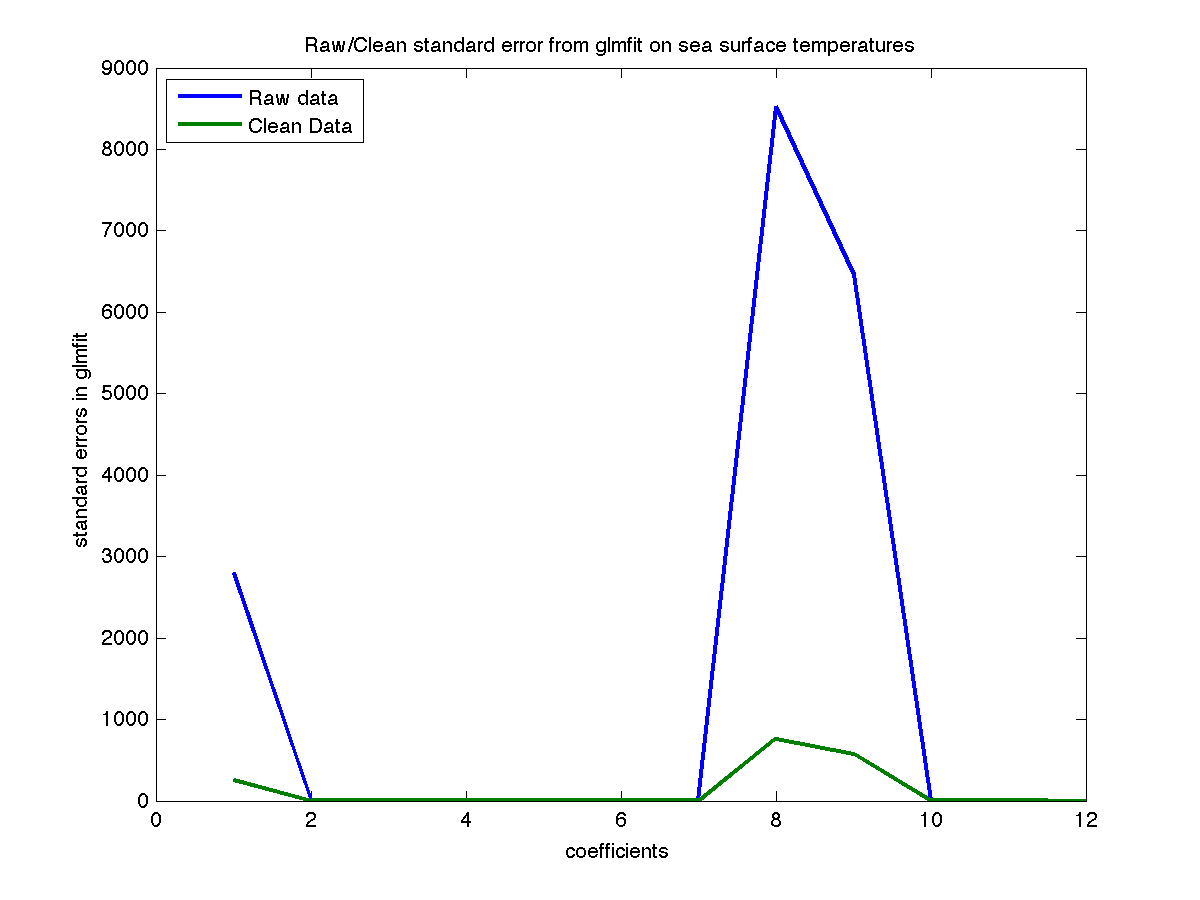 Raw/Clean standard error from glmfit on sea surface temperatures
9000
8000
7000
6000
5000
4000
3000
2000
1000
0
Raw data
Clean Data
standard errors in glmfit
0 2 4 6 8 10 12
coefficients